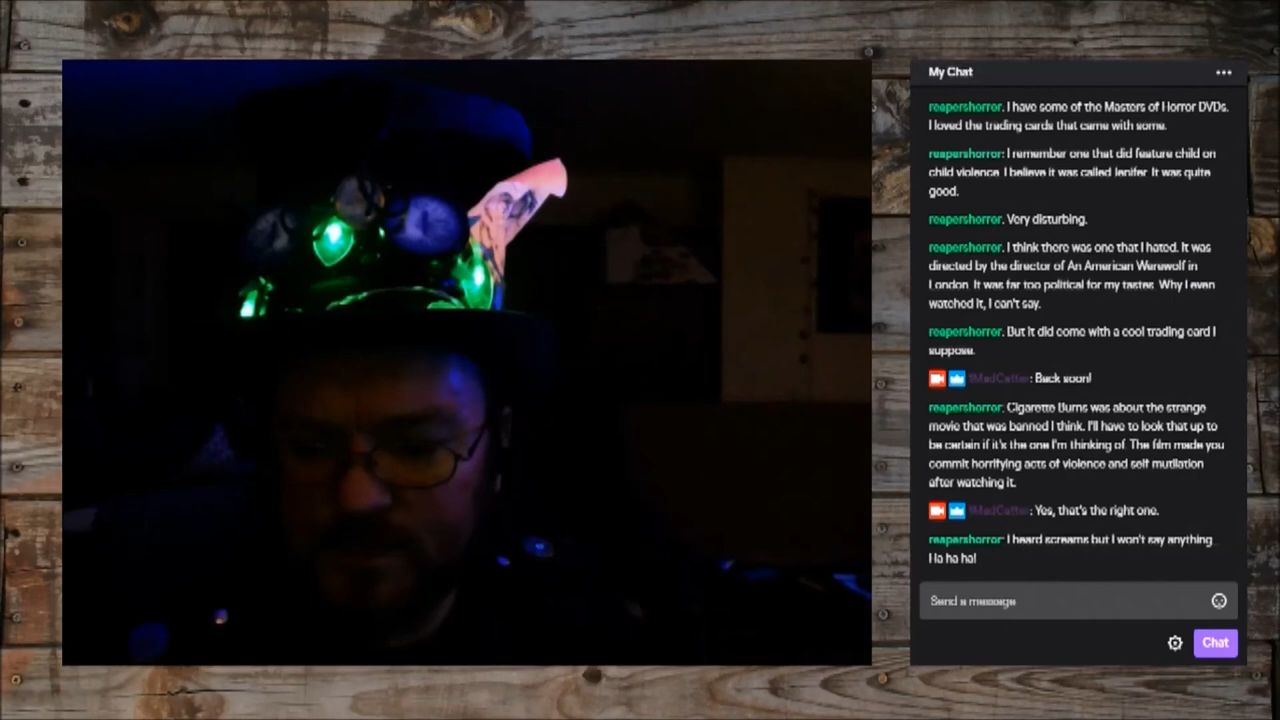 My Chat
reapershorror: I have some of the Masters of Horror DVDs.
I loved the trading cards that came with some.
reapershorror: I remember one that did feature child on
child violence. I believe it was called Jenifer. It was quite
good.
reapershorror: Very disturbing.
reapershorror: I think there was one that I hated. It was
directed by the director of An American Werewolf in
London. It was far too political for my tastes. Why I even
watched it, I can't say.
reapershorror: But it did come with a cool trading card I
suppose.
1MadCatter: Back soon!
reapershorror: Cigarette Burns was about the strange
movie that was banned I think. I'll have to look that up to
be certain if it's the one I'm thinking of. The film made you
commit horrifying acts of violence and self mutilation
after watching it.
1MadCatter: Yes, that's the right one.
reapershorror: I heard screams but I won't say anything...
Ha ha ha!
Send a message
Chat